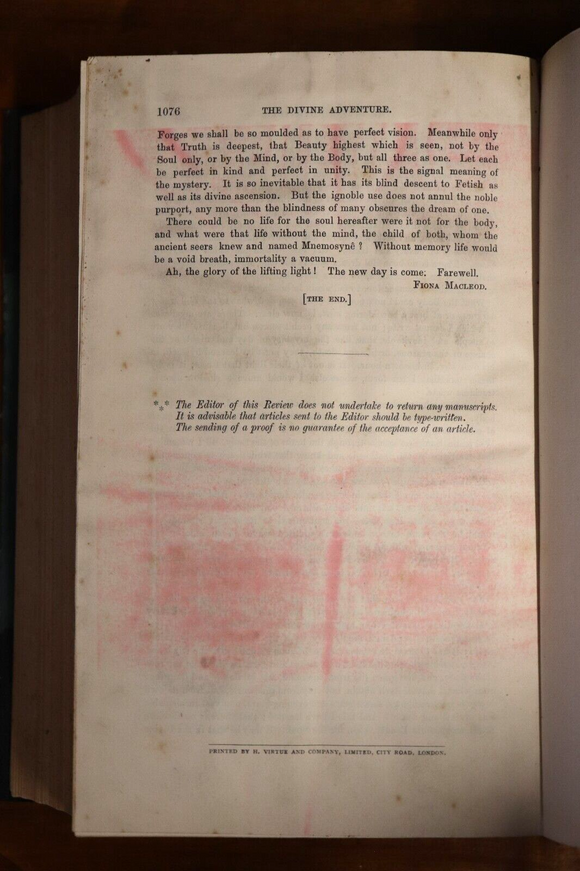 1076 THE DIVINE ADVENTURE.
Forges we shall be so moulded as to have perfect vision. Meanwhile only
that Truth is deepest, that Beauty highest which is seen, not by the
Soul only, or by the Mind, or by the Body, but all three as one. Let each
be perfect in kind and perfect in unity. This is the signal meaning of
the mystery. It is so inevitable that it has its blind descent to Fetish as
well as its divine ascension. But the ignoble use does not annul the noble
purport, any more than the blindness of many obscures the dream of one.
There could be no life for the soul hereafter were it not for the body,
and what were that life without the mind, the child of both, whom the
ancient seers knew and named Mnemosynê? Without memory life would
be a void breath, immortality a vacuum.
Ah, the glory of the lifting light! The new day is come: Farewell.
Fiona Macleod.
[THE END.]
*⁎* The Editor of this Review does not undertake to return any manuscripts.
It is advisable that articles sent to the Editor should be type-written.
The sending of a proof is no guarantee of the acceptance of an article.
PRINTED BY H. VIRTUE AND COMPANY, LIMITED, CITY ROAD, LONDON.